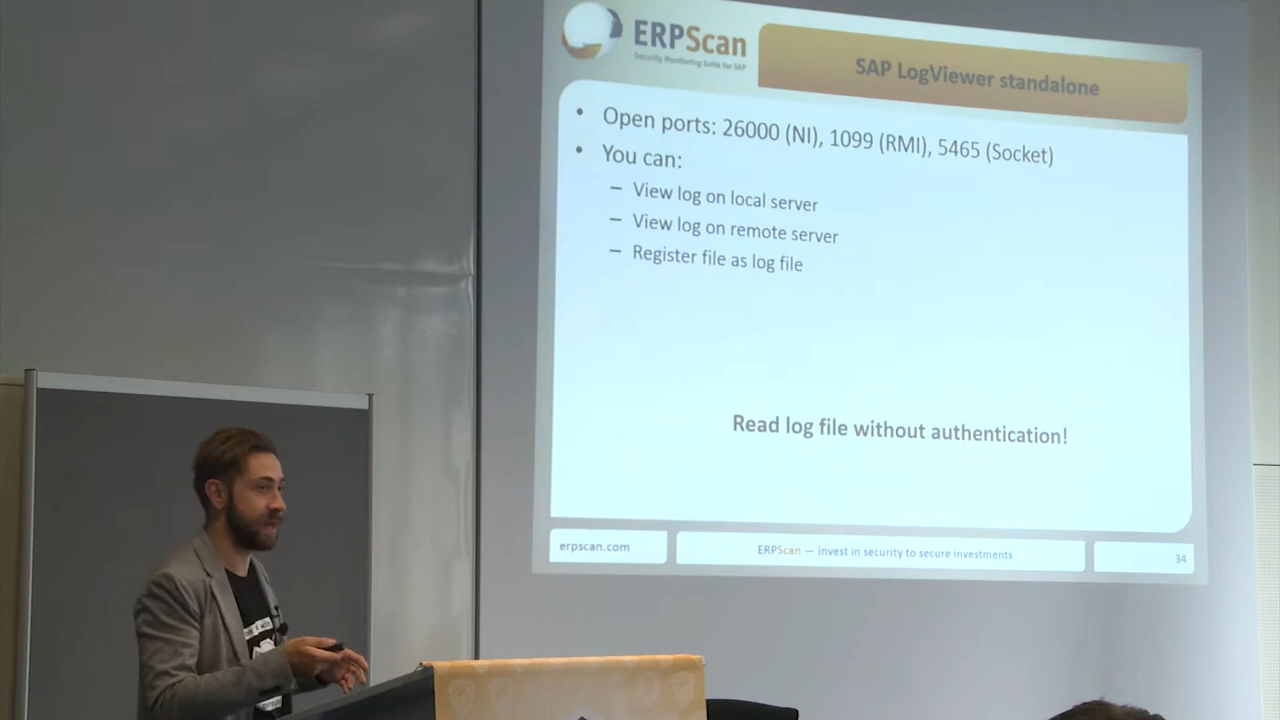 ERPScan
Security Monitoring Suite for SAP
SAP LogViewer standalone
• Open ports: 26000 (NI), 1099 (RMI), 5465 (Socket)
• You can:
– View log on local server
– View log on remote server
– Register file as log file
Read log file without authentication!
erpscan.com
ERPScan — invest in security to secure investments
34